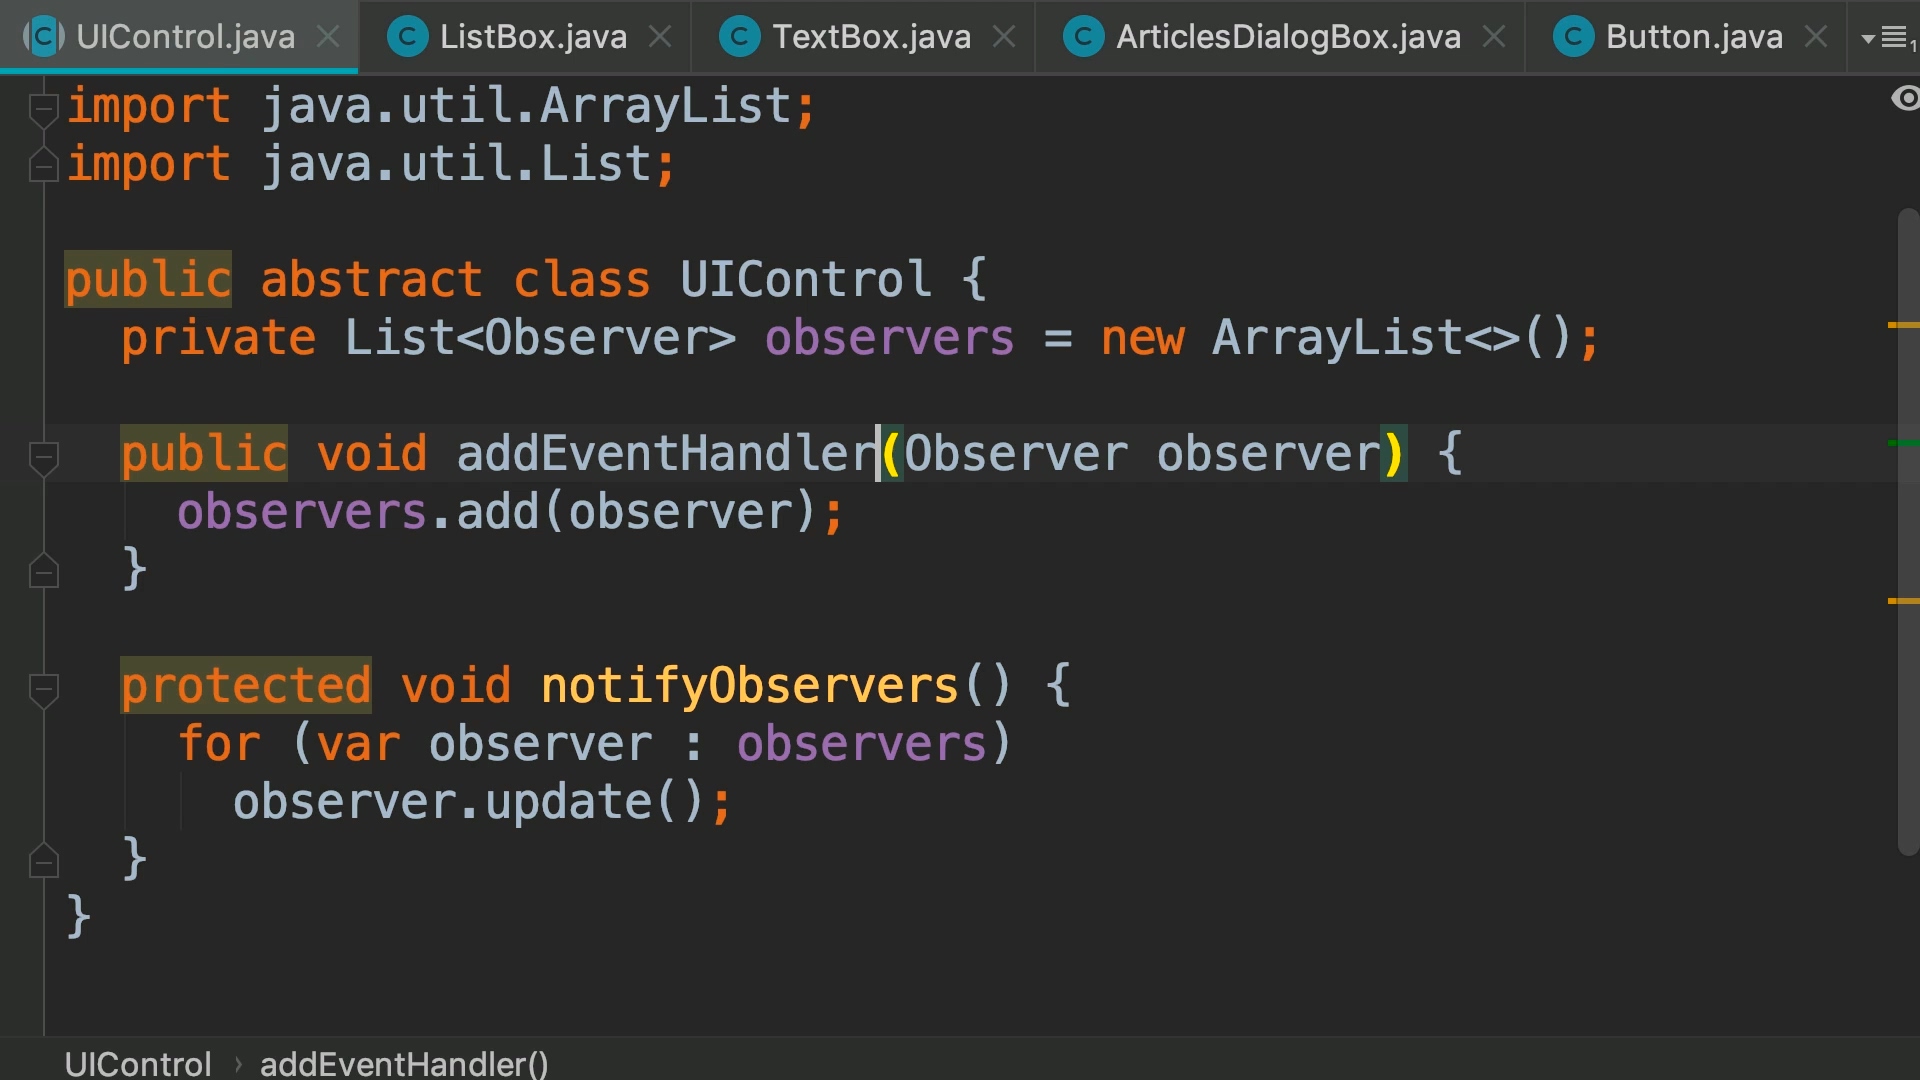 UIControl.java ListBox.java TextBox.java ArticlesDialogBox.java Button.java 1
import java.util.ArrayList;
import java.util.List;
public abstract class UIControl {
private List<Observer> observers = new ArrayList<>();
public void addEventHandler(Observer observer) {
observers.add(observer);
}
protected void notifyObservers() {
for (var observer : observers)
observer.update();
}
}
UIControl › addEventHandler()